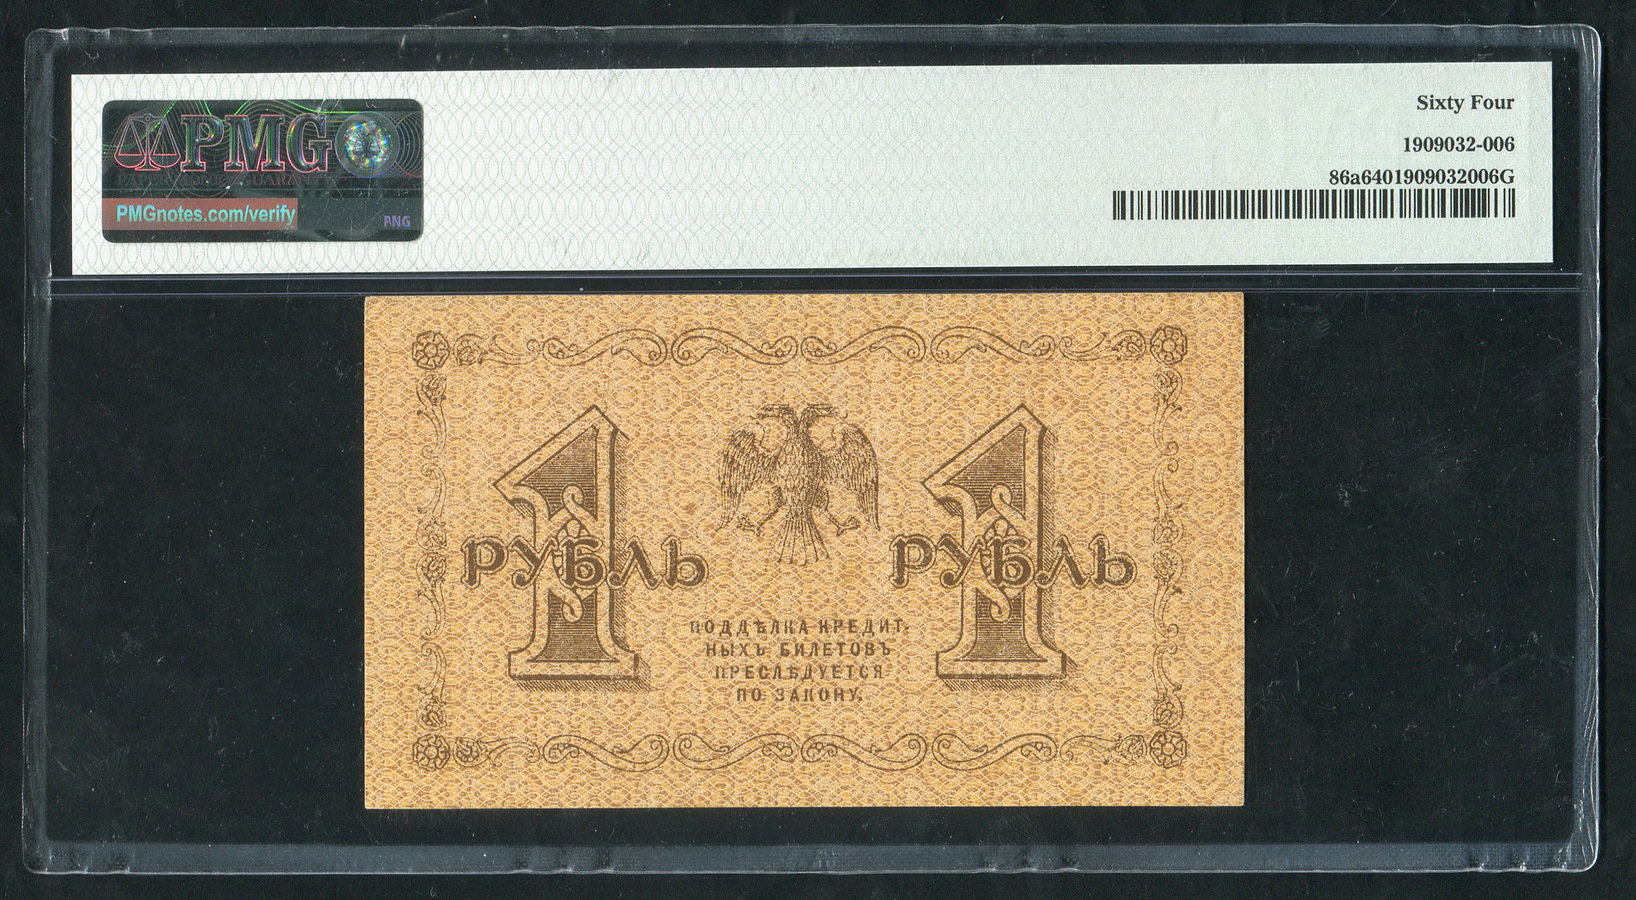 PMG
Sixty Four
1909032-006
86a6401909032006G
PMGnotes.com/verify
PNG
1 РУБЛЬ
1 РУБЛЬ
ПОДДѢЛКА КРЕДИТ-
НЫХЪ БИЛЕТОВЪ
ПРЕСЛѢДУЕТСЯ
ПО ЗАКОНУ.